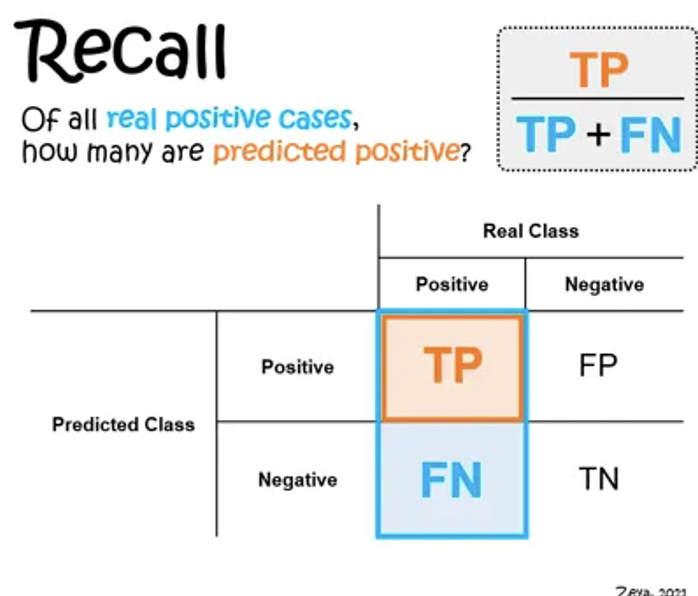 Recall
Of all real positive cases,
how many are predicted positive?
TP
TP + FN
Real Class
Positive Negative
Positive TP FP
Predicted Class
Negative FN TN
Zeya, 2021